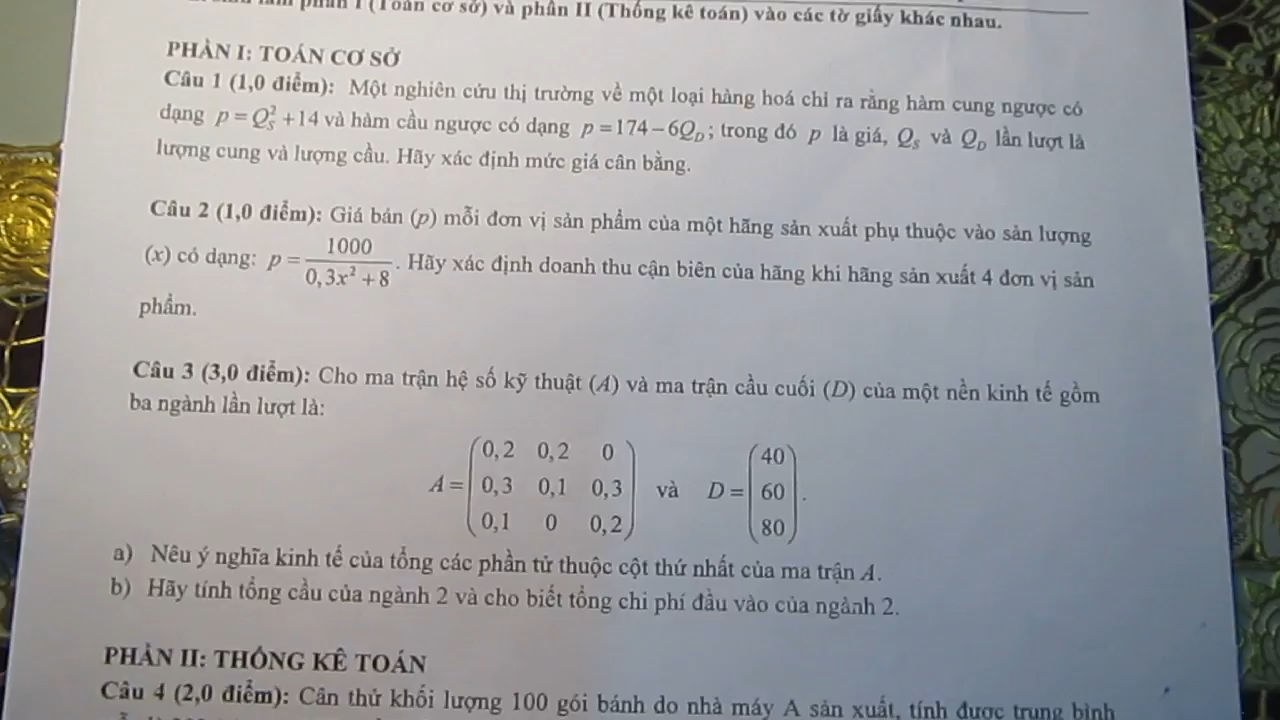 phần I (Toán cơ sở) và phần II (Thống kê toán) vào các tờ giấy khác nhau.
PHẦN I: TOÁN CƠ SỞ
Câu 1 (1,0 điểm): Một nghiên cứu thị trường về một loại hàng hoá chỉ ra rằng hàm cung ngược có
dạng p = Q_S^2 + 14 và hàm cầu ngược có dạng p = 174 − 6Q_D; trong đó p là giá, Q_S và Q_D lần lượt là
lượng cung và lượng cầu. Hãy xác định mức giá cân bằng.
Câu 2 (1,0 điểm): Giá bán (p) mỗi đơn vị sản phẩm của một hãng sản xuất phụ thuộc vào sản lượng
(x) có dạng: p = 1000 / (0,3x² + 8). Hãy xác định doanh thu cận biên của hãng khi hãng sản xuất 4 đơn vị sản
phẩm.
Câu 3 (3,0 điểm): Cho ma trận hệ số kỹ thuật (A) và ma trận cầu cuối (D) của một nền kinh tế gồm
ba ngành lần lượt là:
0,2 0,2 0 40
A = 0,3 0,1 0,3 và D = 60 .
0,1 0 0,2 80
a) Nêu ý nghĩa kinh tế của tổng các phần tử thuộc cột thứ nhất của ma trận A.
b) Hãy tính tổng cầu của ngành 2 và cho biết tổng chi phí đầu vào của ngành 2.
PHẦN II: THỐNG KÊ TOÁN
Câu 4 (2,0 điểm): Cân thử khối lượng 100 gói bánh do nhà máy A sản xuất, tính được trung bình